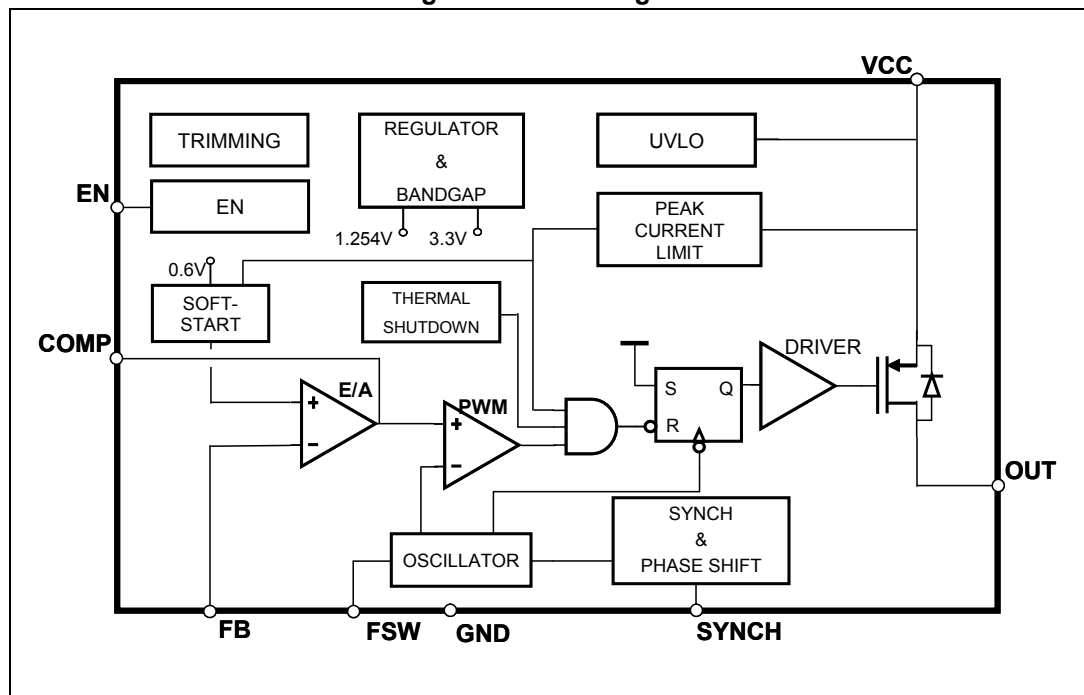 VCC
TRIMMING
REGULATOR
&
BANDGAP
UVLO
EN
EN
PEAK
CURRENT
LIMIT
1.254V
3.3V
0.6V
SOFT-
START
THERMAL
SHUTDOWN
COMP
DRIVER
E/A
+
−
PWM
+
−
S
Q
R
OUT
OSCILLATOR
SYNCH
&
PHASE SHIFT
FB
FSW
GND
SYNCH